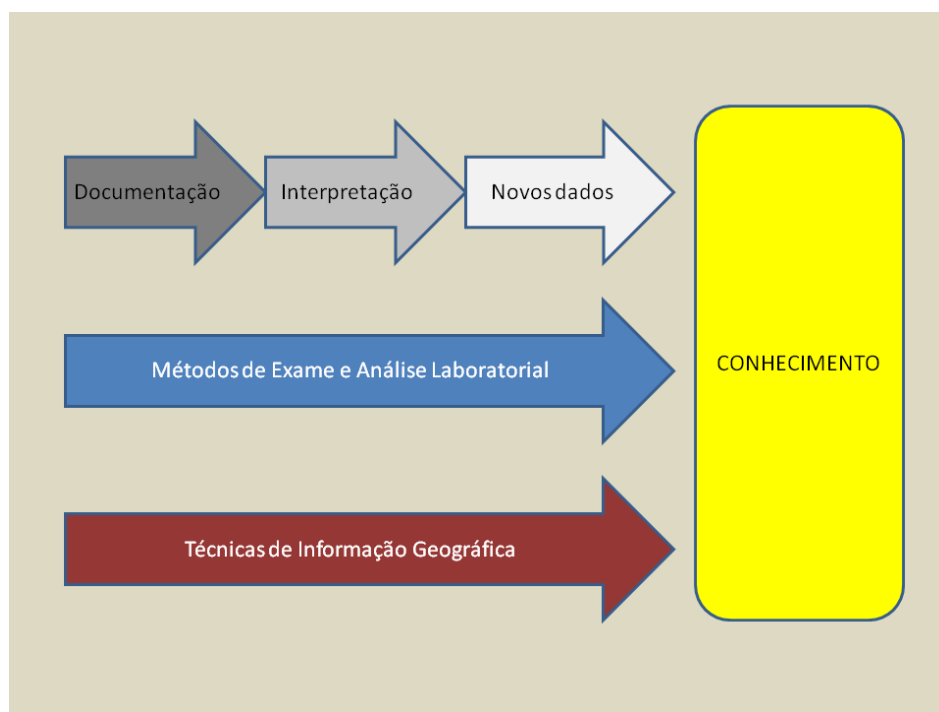 Documentação
Interpretação
Novos dados
Métodos de Exame e Análise Laboratorial
CONHECIMENTO
Técnicas de Informação Geográfica